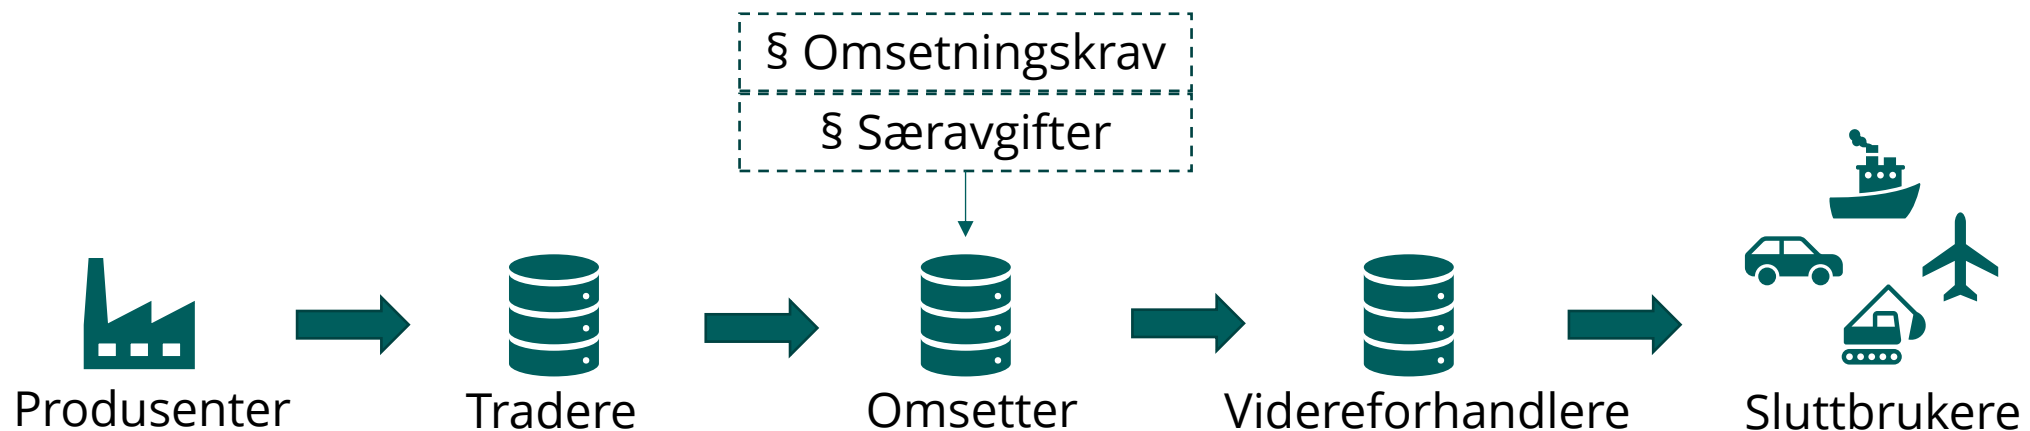 § Omsetningskrav
§ Særavgifter
Produsenter
Tradere
Omsetter
Videreforhandlere
Sluttbrukere